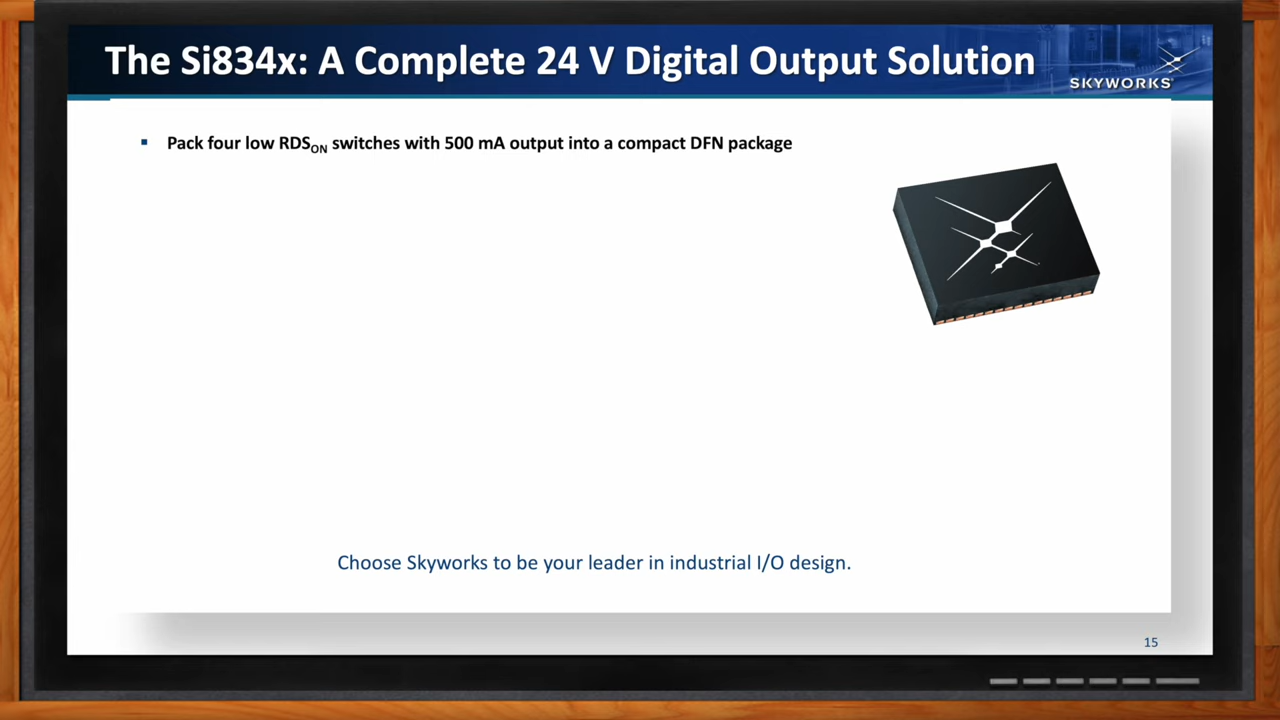 The Si834x: A Complete 24 V Digital Output Solution
SKYWORKS®
▪ Pack four low RDSON switches with 500 mA output into a compact DFN package
Choose Skyworks to be your leader in industrial I/O design.
15